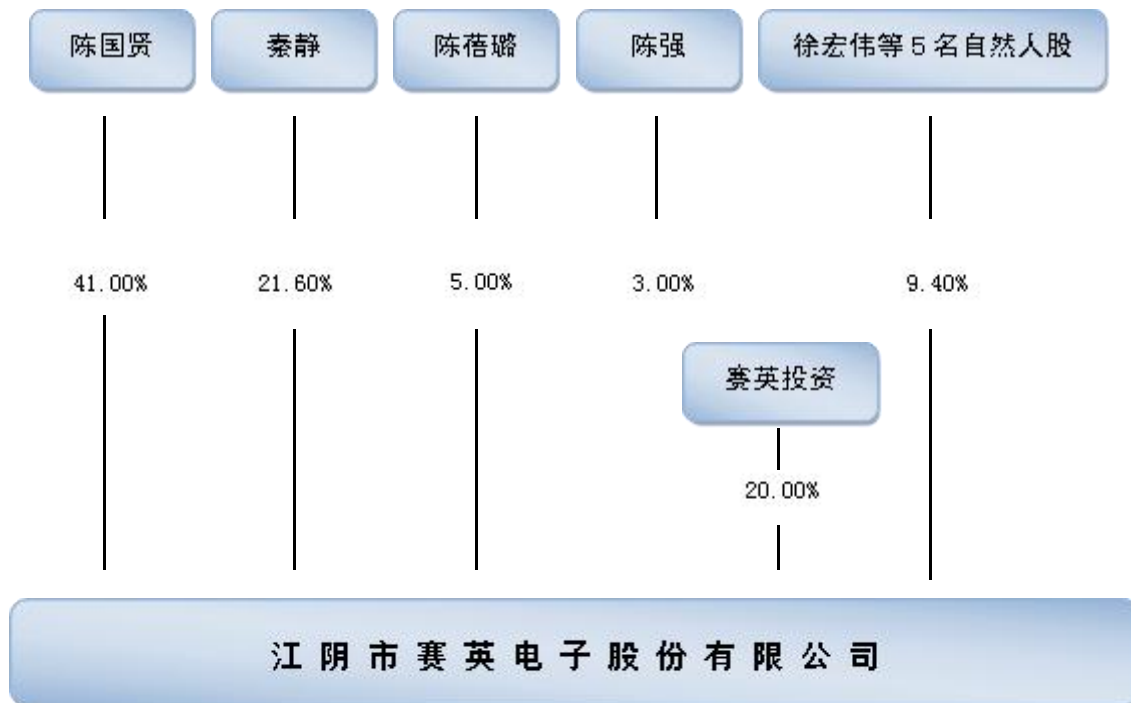 陈国贤
秦静
陈蓓璐
陈强
徐宏伟等5名自然人股
41.00%
21.60%
5.00%
3.00%
9.40%
赛英投资
20.00%
江阴市赛英电子股份有限公司